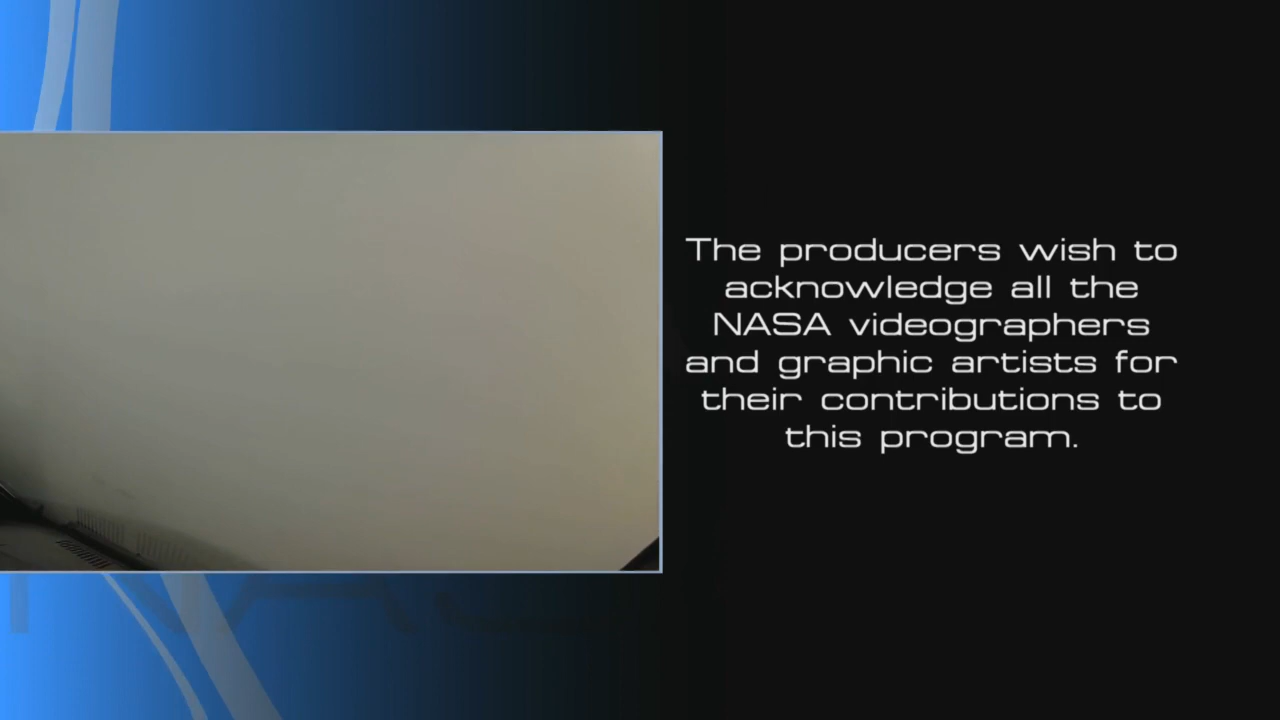 The producers wish to
acknowledge all the
NASA videographers
and graphic artists for
their contributions to
this program.